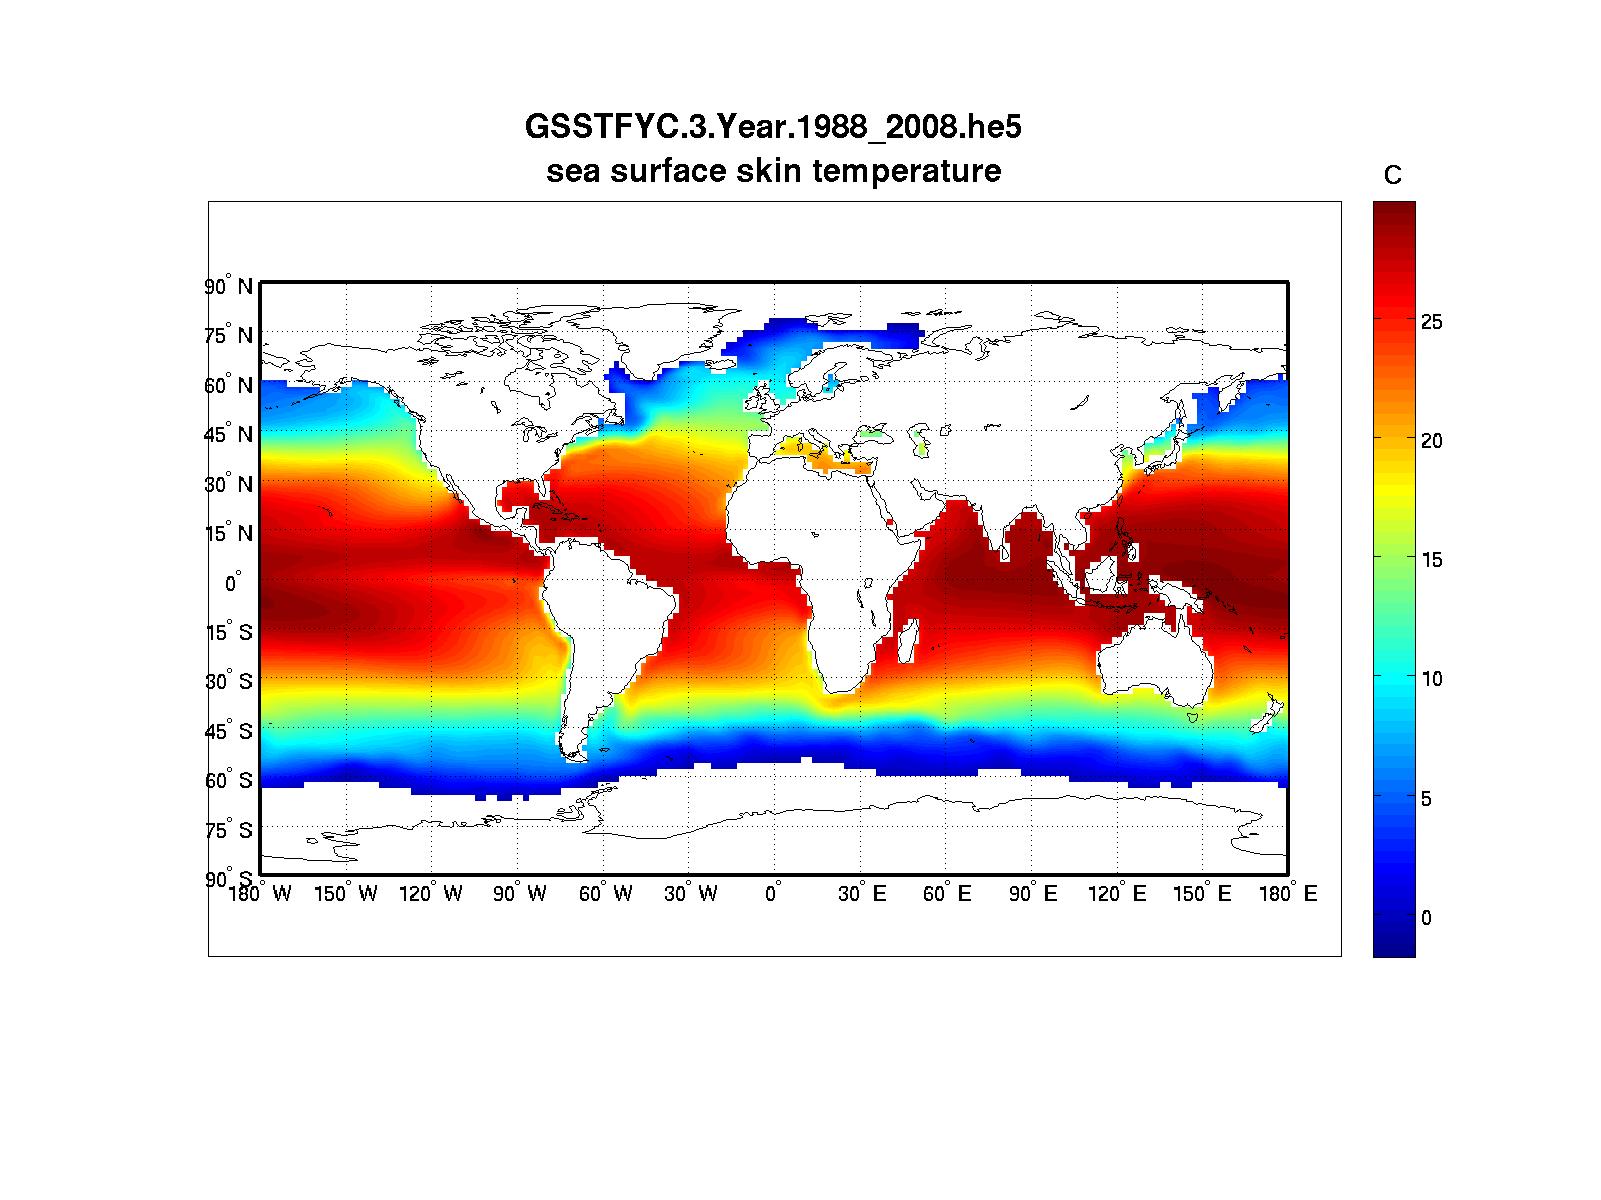 GSSTFYC.3.Year.1988_2008.he5
sea surface skin temperature
C
90° N
75° N
60° N
45° N
30° N
15° N
0°
15° S
30° S
45° S
60° S
75° S
90° S
180° W 150° W 120° W 90° W 60° W 30° W 0° 30° E 60° E 90° E 120° E 150° E 180° E
25
20
15
10
5
0